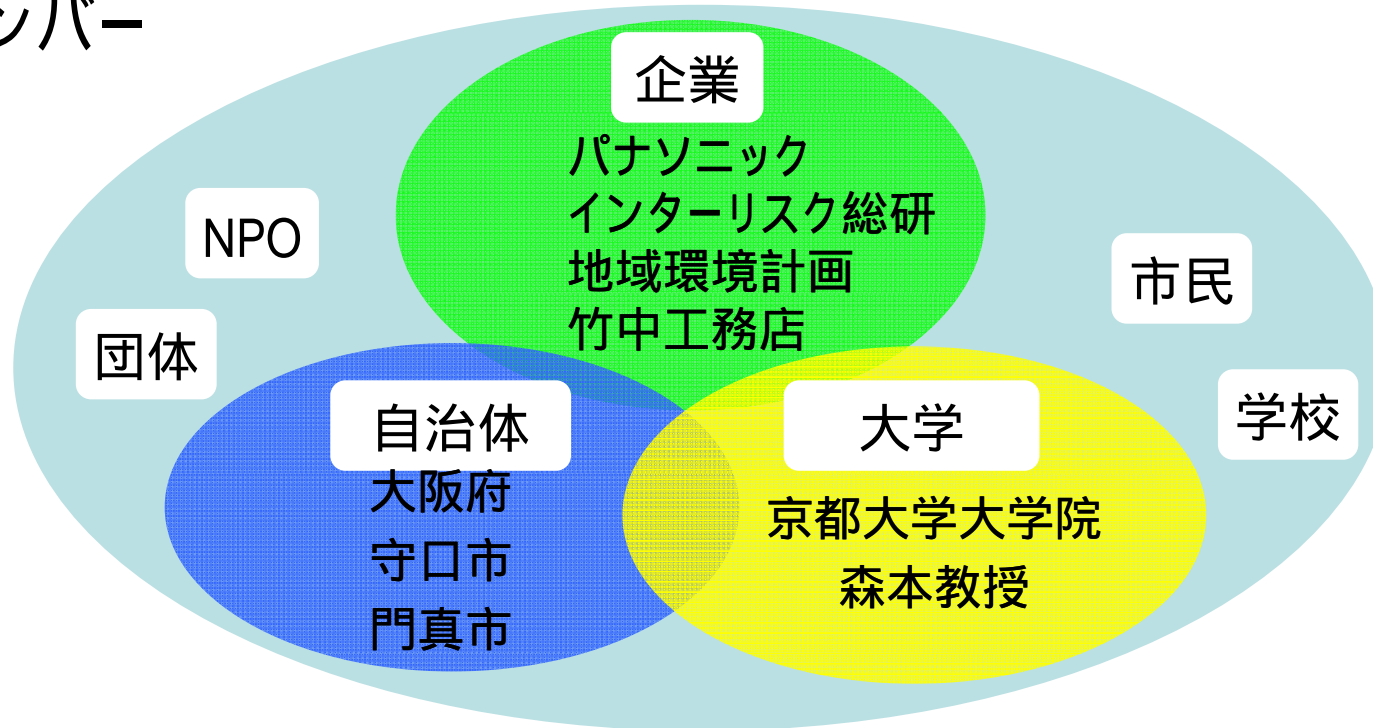 ンバー
企業
パナソニック
インターリスク総研
地域環境計画
竹中工務店
NPO
団体
市民
学校
自治体
大阪府
守口市
門真市
大学
京都大学大学院
森本教授